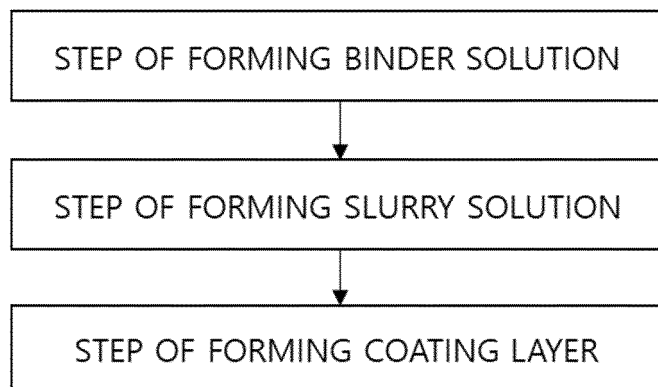 STEP OF FORMING BINDER SOLUTION
STEP OF FORMING SLURRY SOLUTION
STEP OF FORMING COATING LAYER